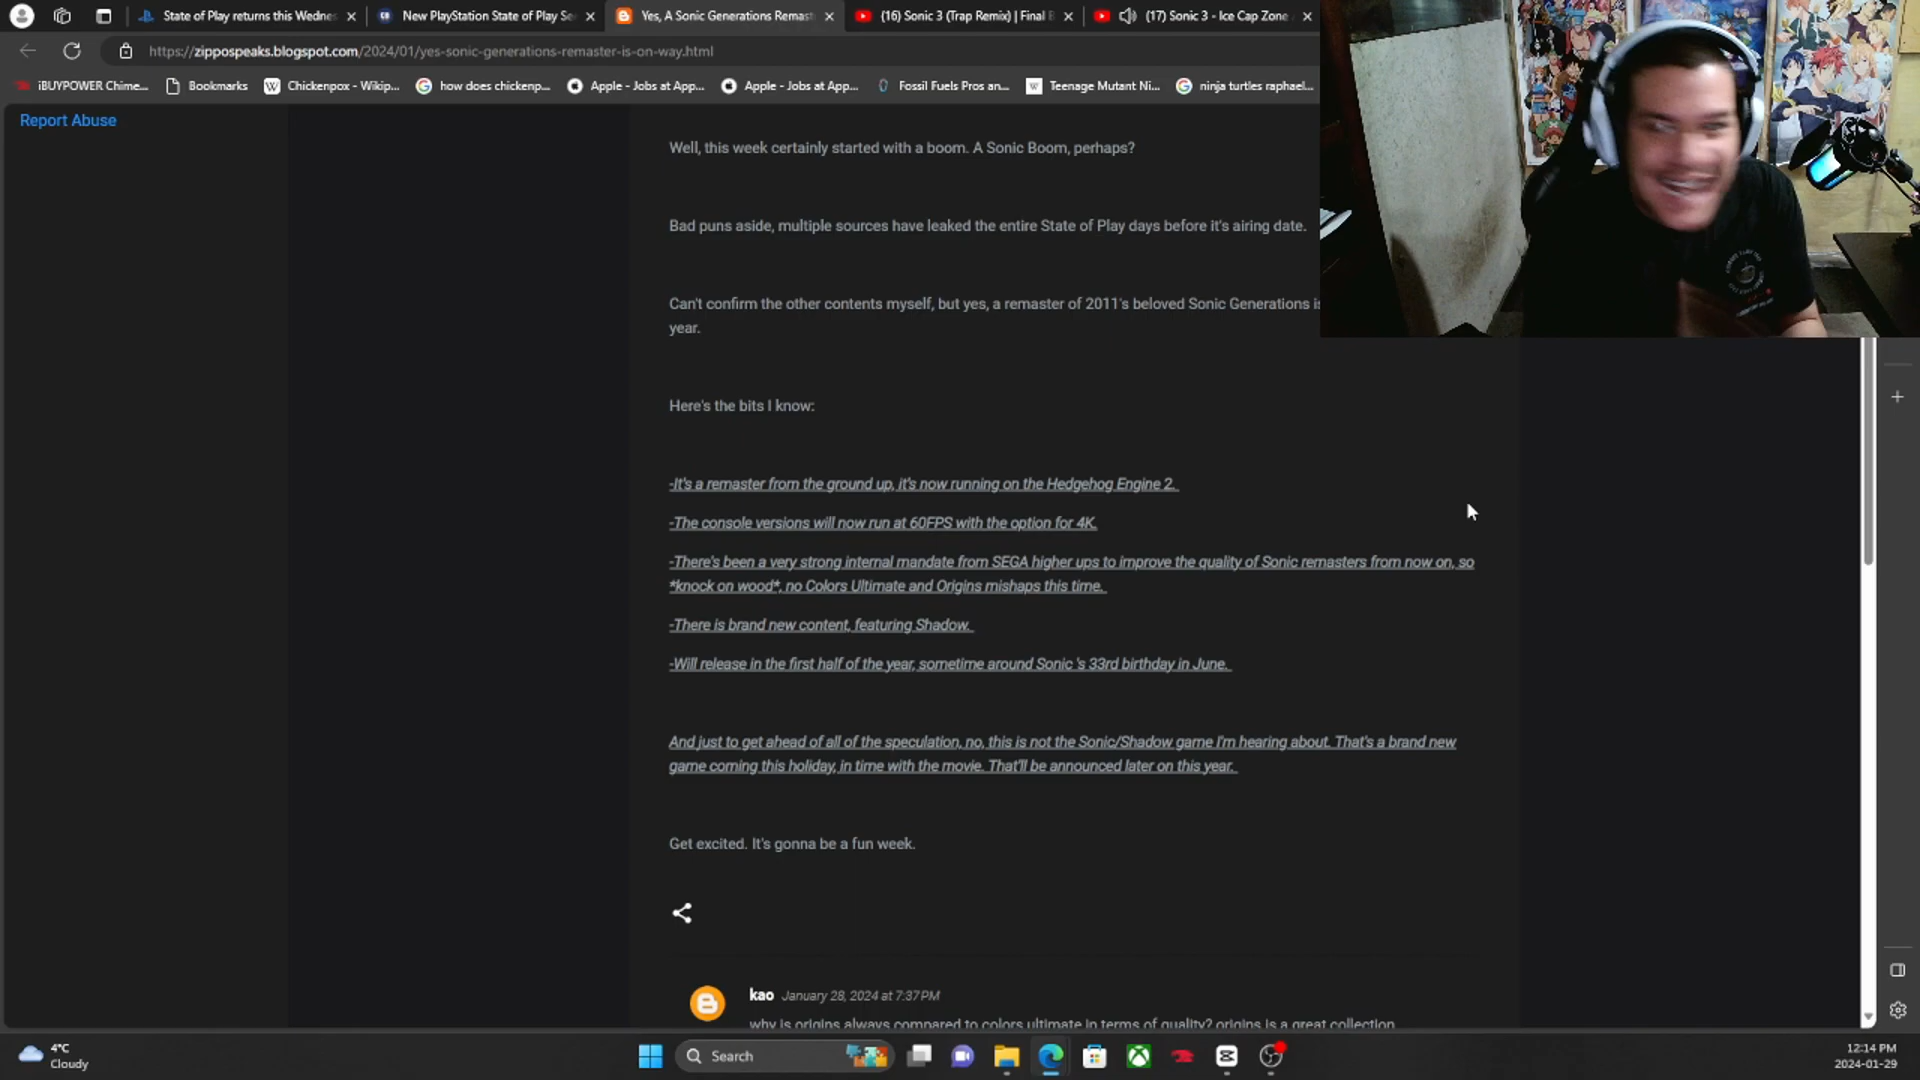 State of Play returns this Wednes
New PlayStation State of Play Se
Yes, A Sonic Generations Remast
(16) Sonic 3 (Trap Remix) | Final B
(17) Sonic 3 - Ice Cap Zone
https://zippospeaks.blogspot.com/2024/01/yes-sonic-generations-remaster-is-on-way.html
iBUYPOWER Chime...
Bookmarks
Chickenpox - Wikip...
how does chickenp...
Apple - Jobs at App...
Apple - Jobs at App...
Fossil Fuels Pros an...
Teenage Mutant Ni...
ninja turtles raphael...
Report Abuse
Well, this week certainly started with a boom. A Sonic Boom, perhaps?
Bad puns aside, multiple sources have leaked the entire State of Play days before it's airing date.
Can't confirm the other contents myself, but yes, a remaster of 2011's beloved Sonic Generations is
year.
Here's the bits I know:
-It's a remaster from the ground up, it's now running on the Hedgehog Engine 2.
-The console versions will now run at 60FPS with the option for 4K.
-There's been a very strong internal mandate from SEGA higher ups to improve the quality of Sonic remasters from now on, so
*knock on wood*, no Colors Ultimate and Origins mishaps this time.
-There is brand new content, featuring Shadow.
-Will release in the first half of the year, sometime around Sonic 's 33rd birthday in June.
And just to get ahead of all of the speculation, no, this is not the Sonic/Shadow game I'm hearing about. That's a brand new
game coming this holiday, in time with the movie. That'll be announced later on this year.
Get excited. It's gonna be a fun week.
kao January 28, 2024 at 7:37 PM
why is origins always compared to colors ultimate in terms of quality? origins is a great collection
4°C
Cloudy
Search
12:14 PM
2024-01-29